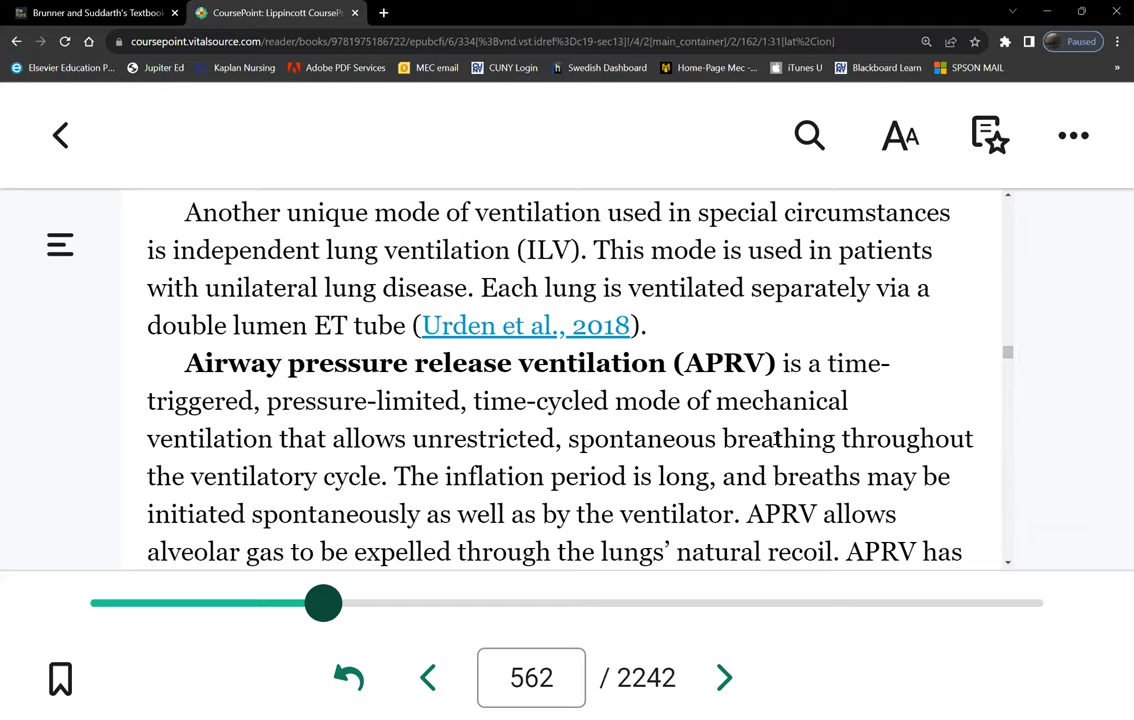 Brunner and Suddarth's Textbook
CoursePoint: Lippincott CourseP
coursepoint.vitalsource.com/reader/books/9781975186722/epubcfi/6/334[%3Bvnd.vst.idref%3Dc19-sec13]!/4/2[main_container]/2/162/1:31[lat%2Cion]
Paused
Elsevier Education P... Jupiter Ed Kaplan Nursing Adobe PDF Services MEC email CUNY Login Swedish Dashboard Home-Page Mec -... iTunes U Blackboard Learn SPSON MAIL »
AA
Another unique mode of ventilation used in special circumstances
is independent lung ventilation (ILV). This mode is used in patients
with unilateral lung disease. Each lung is ventilated separately via a
double lumen ET tube (Urden et al., 2018).
Airway pressure release ventilation (APRV) is a time-
triggered, pressure-limited, time-cycled mode of mechanical
ventilation that allows unrestricted, spontaneous breathing throughout
the ventilatory cycle. The inflation period is long, and breaths may be
initiated spontaneously as well as by the ventilator. APRV allows
alveolar gas to be expelled through the lungs' natural recoil. APRV has
562 / 2242